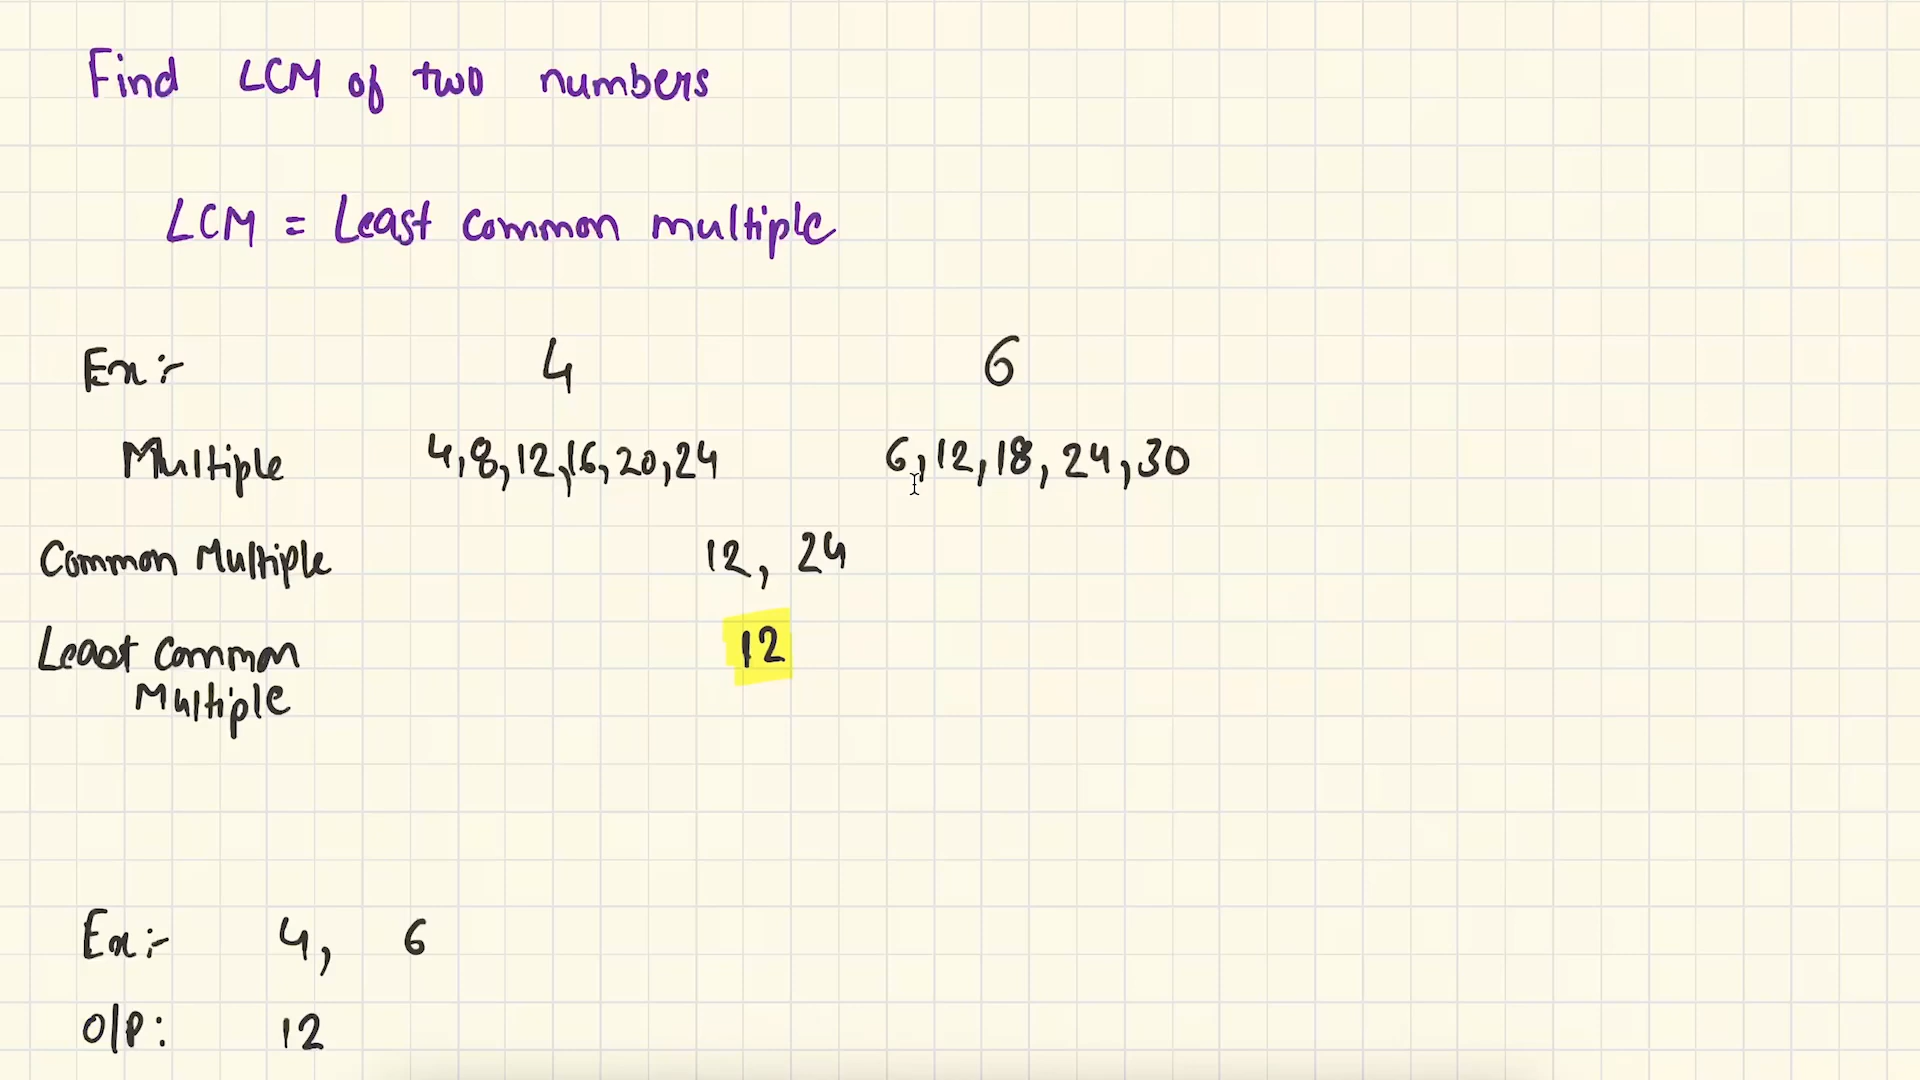 Find LCM of two numbers
LCM = Least common multiple
Ex:- 4 6
Multiple 4,8,12,16,20,24 6,12,18,24,30
Common Multiple 12, 24
Least Common 12
Multiple
Ex:- 4, 6
O/P: 12